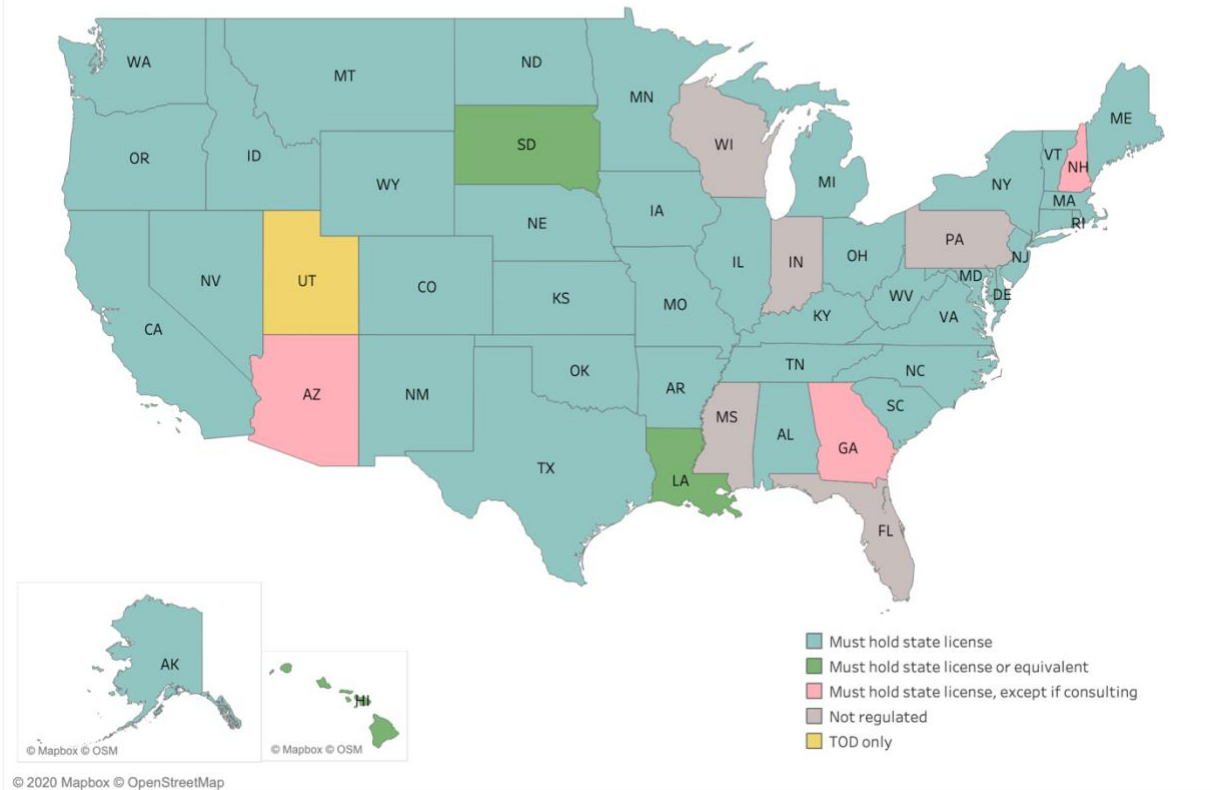 WA
MT
ND
MN
ME
OR
ID
SD
WI
VT
NH
WY
MI
NY
MA
RI
NE
IA
PA
NJ
NV
UT
CO
IL
IN
OH
MD
DE
KS
MO
WV
VA
KY
CA
AZ
NM
OK
AR
TN
NC
SC
MS
AL
GA
TX
LA
FL
AK
HI
© Mapbox © OSM
© Mapbox © OSM
Must hold state license
Must hold state license or equivalent
Must hold state license, except if consulting
Not regulated
TOD only
© 2020 Mapbox © OpenStreetMap